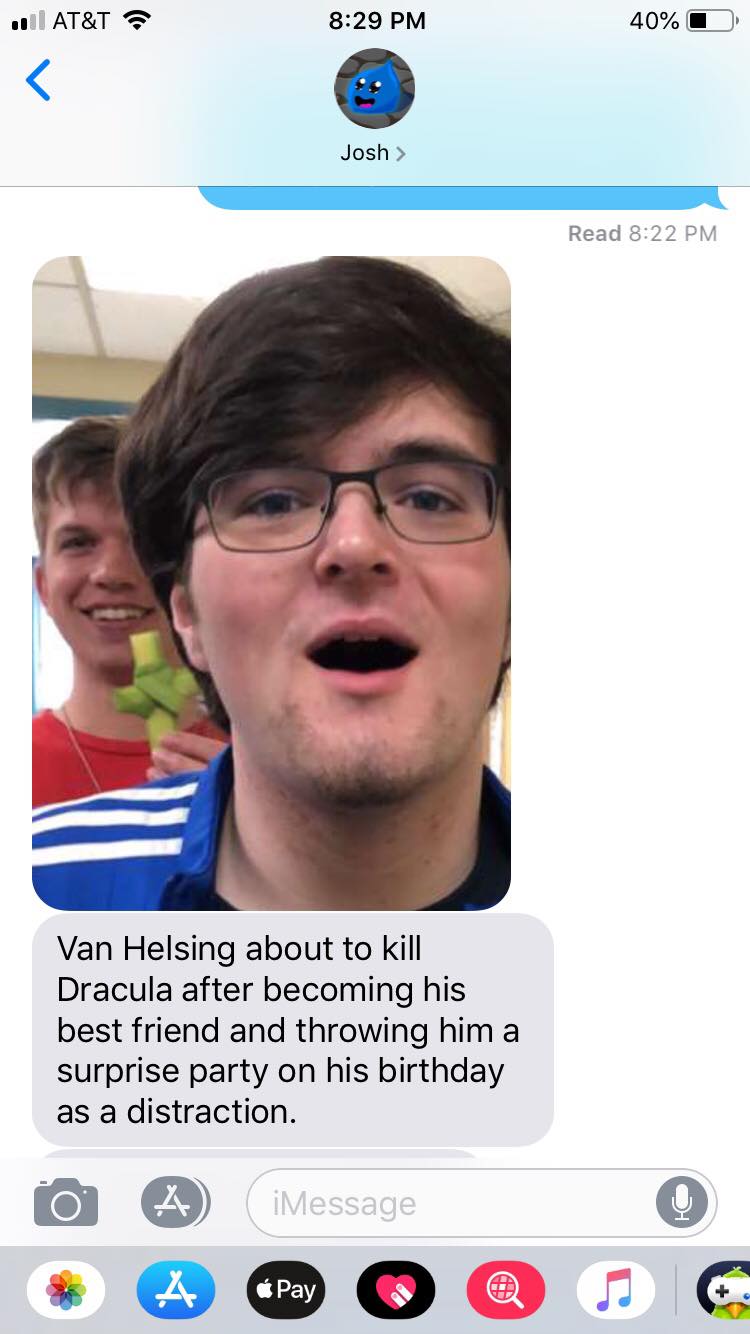 AT&T 8:29 PM 40%
Josh
Read 8:22 PM
Van Helsing about to kill
Dracula after becoming his
best friend and throwing him a
surprise party on his birthday
as a distraction.
iMessage
Pay